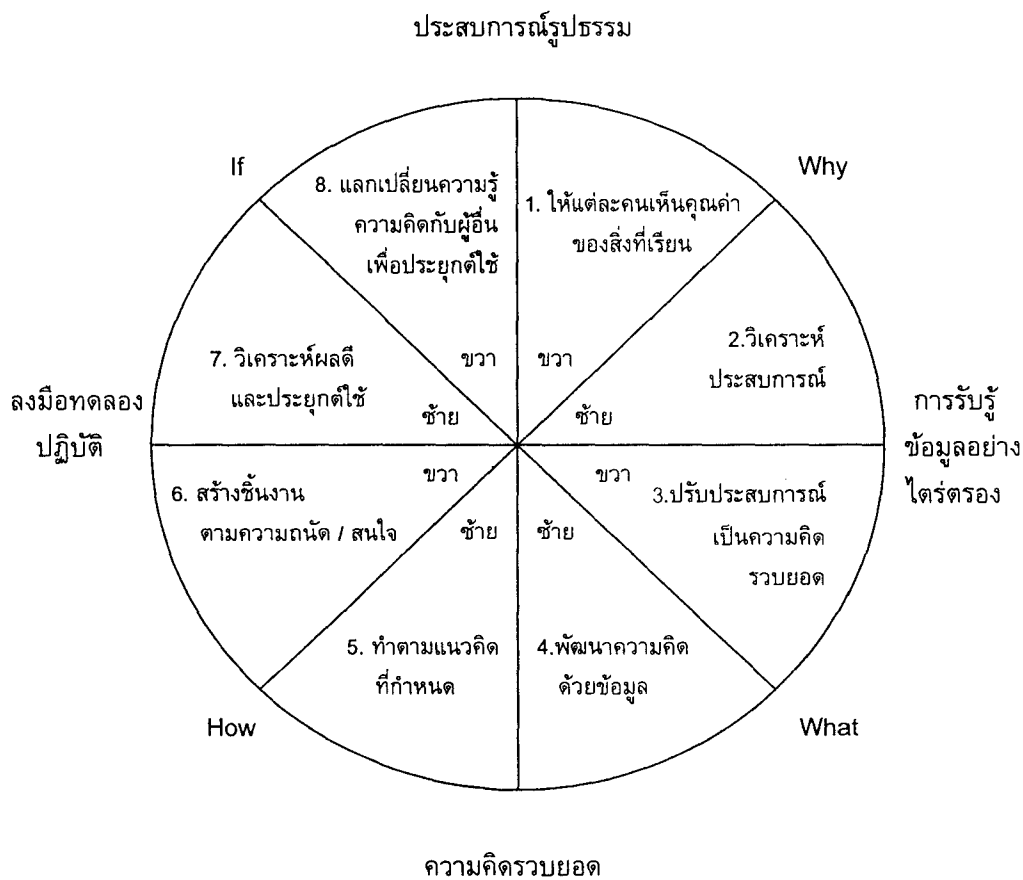 ประสบการณ์รูปธรรม
If
Why
8. แลกเปลี่ยนความรู้
ความคิดกับผู้อื่น
เพื่อประยุกต์ใช้
1. ให้แต่ละคนเห็นคุณค่า
ของสิ่งที่เรียน
7. วิเคราะห์ผลดี
และประยุกต์ใช้
ขวา
ขวา
2.วิเคราะห์
ประสบการณ์
ซ้าย
ซ้าย
ลงมือทดลอง
ปฏิบัติ
การรับรู้
ข้อมูลอย่าง
ไตร่ตรอง
6. สร้างชิ้นงาน
ตามความถนัด / สนใจ
ขวา
ขวา
3.ปรับประสบการณ์
เป็นความคิด
รวบยอด
ซ้าย
ซ้าย
5. ทำตามแนวคิด
ที่กำหนด
4.พัฒนาความคิด
ด้วยข้อมูล
How
What
ความคิดรวบยอด